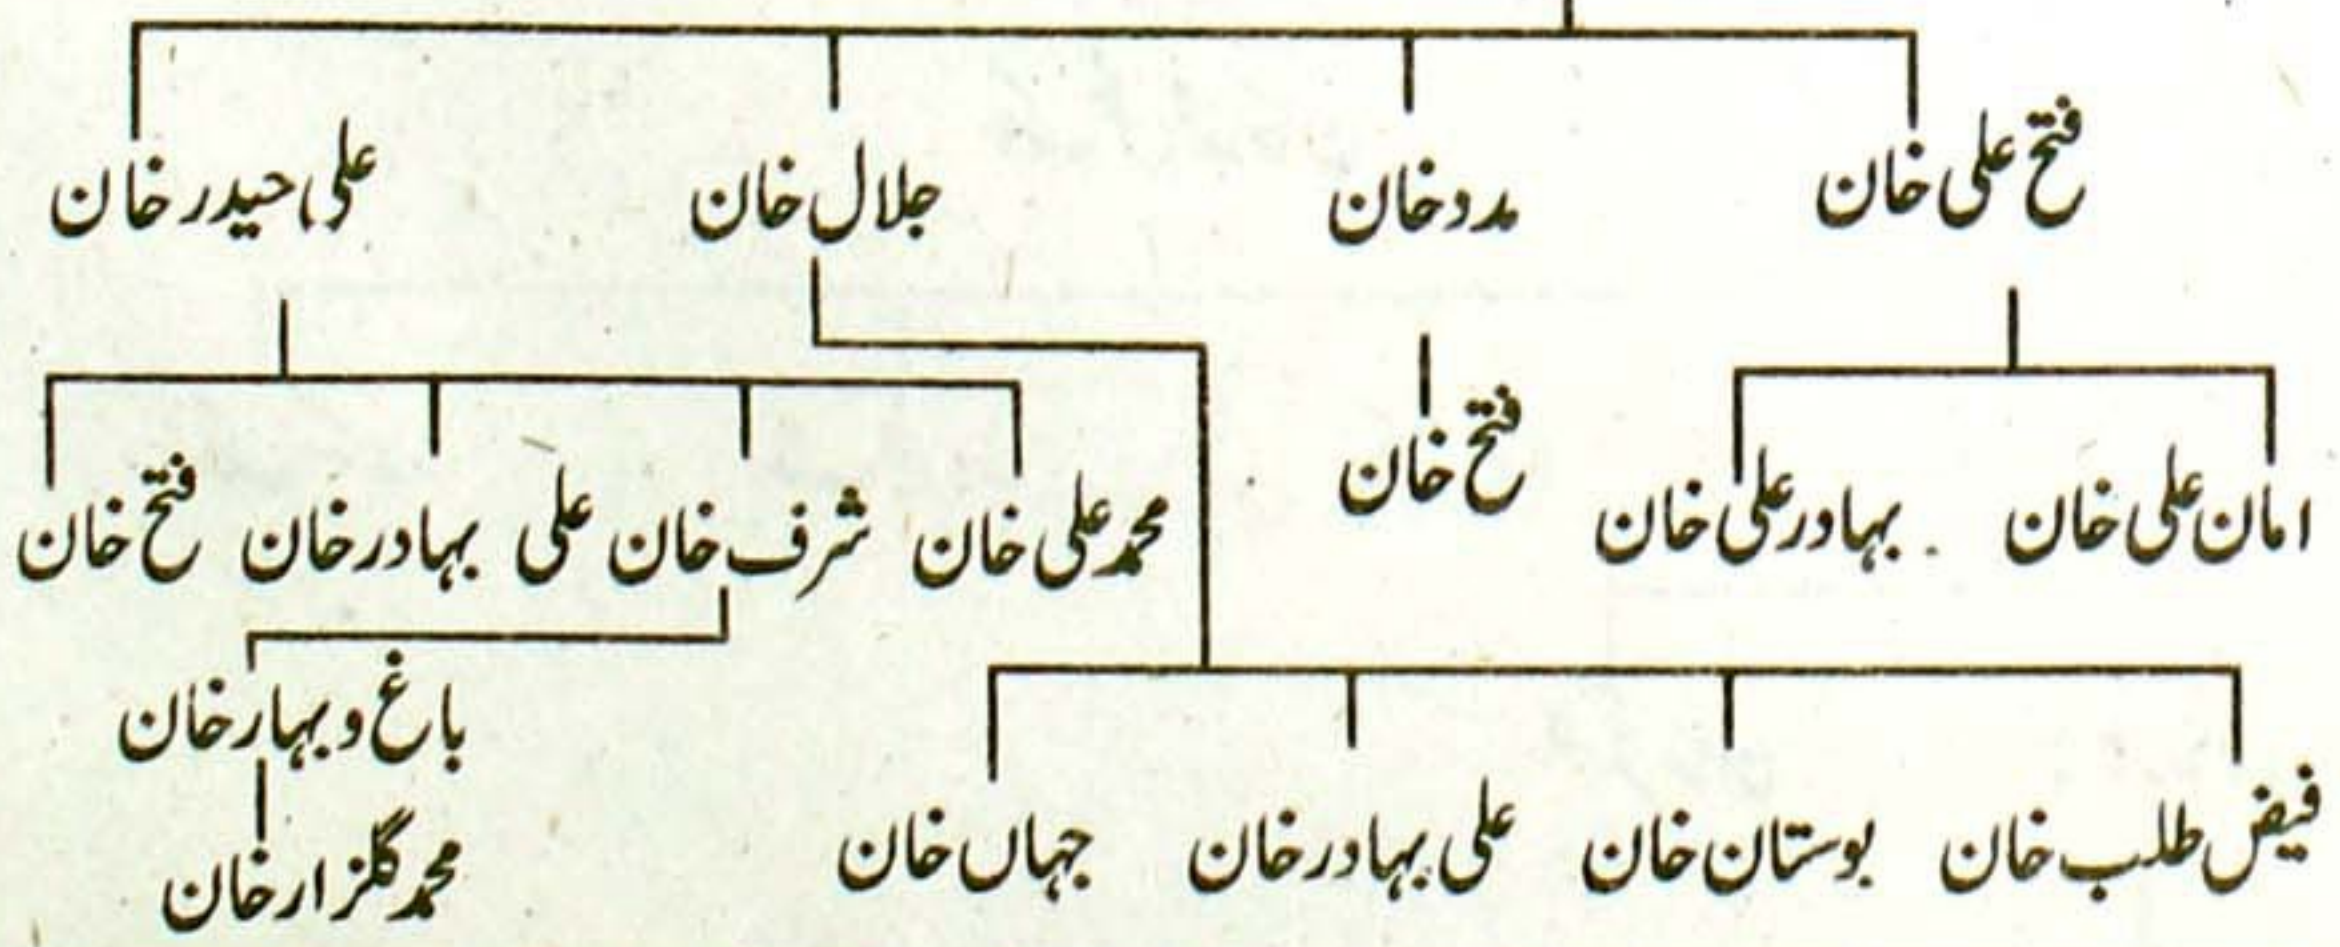 فتح علی خان مدد خان جلال خان علی حیدر خان
فتح خان
امان علی خان بہادر علی خان محمد علی خان شرف خان علی بہادر خان فتح خان
باغ و بہار خان
فیض طلب خان بوستان خان علی بہادر خان جہاں خان
محمد گلزار خان